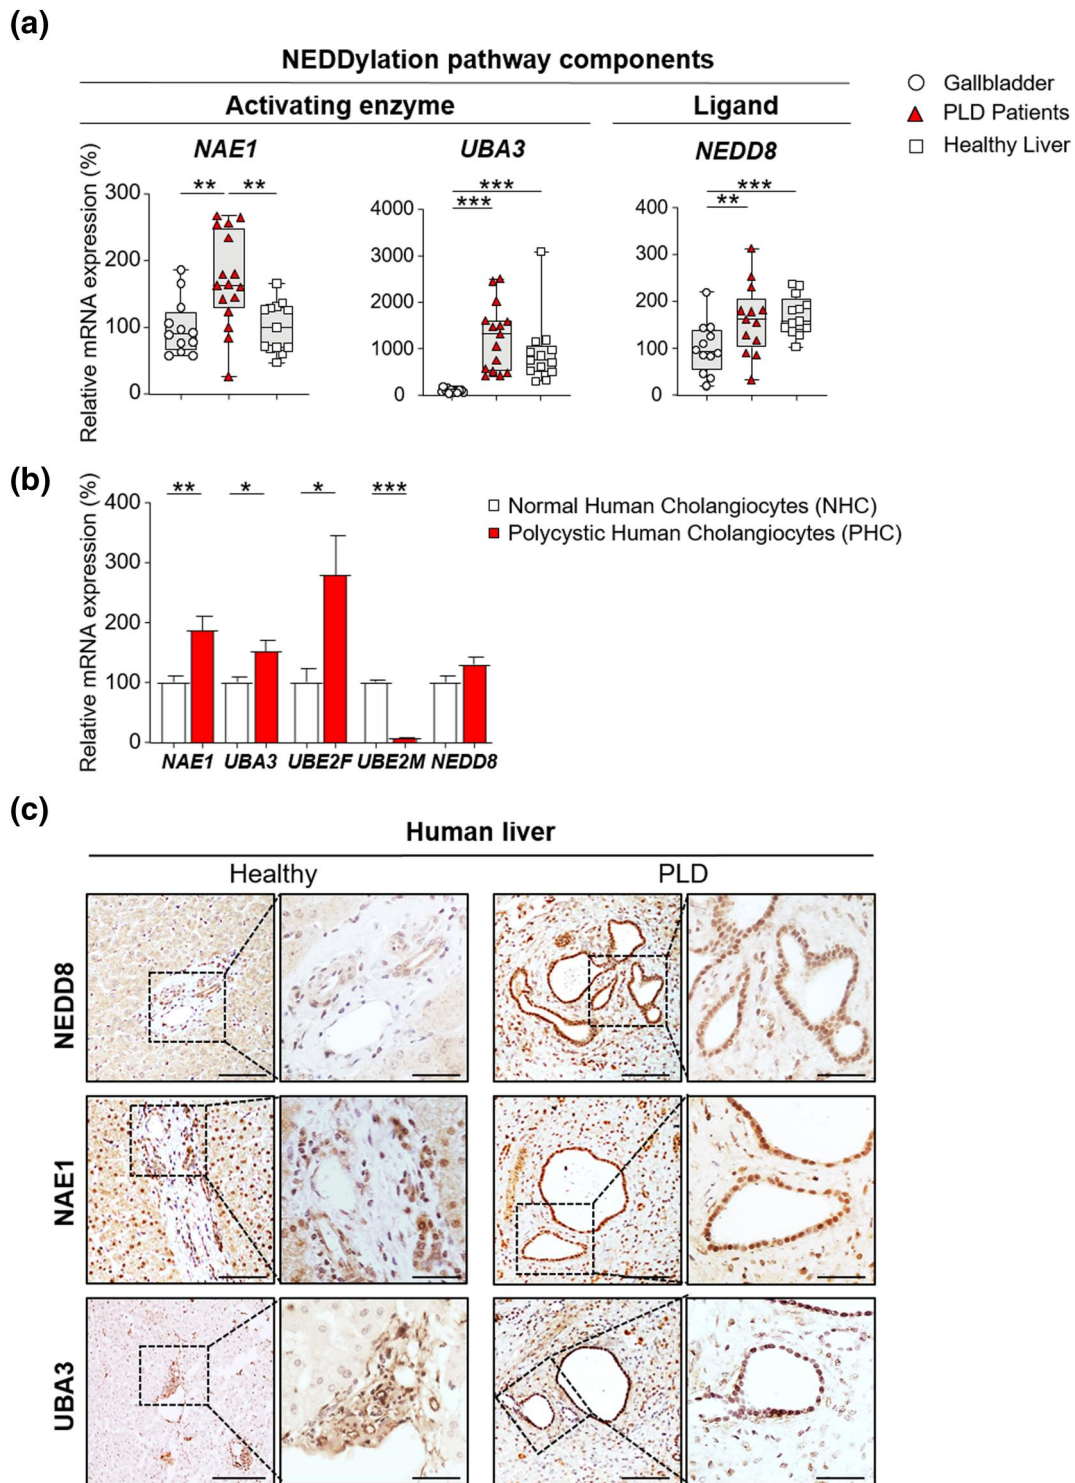 (a)
NEDDylation pathway components
Activating enzyme
Ligand
Gallbladder
PLD Patients
Healthy Liver
NAE1
UBA3
NEDD8
Relative mRNA expression (%)
300
200
100
0
** **
4000
3000
2000
1000
0
***
***
400
300
200
100
0
***
**
(b)
Relative mRNA expression (%)
400
300
200
100
0
** * * ***
Normal Human Cholangiocytes (NHC)
Polycystic Human Cholangiocytes (PHC)
NAE1 UBA3 UBE2F UBE2M NEDD8
(c)
Human liver
Healthy
PLD
NEDD8
NAE1
UBA3